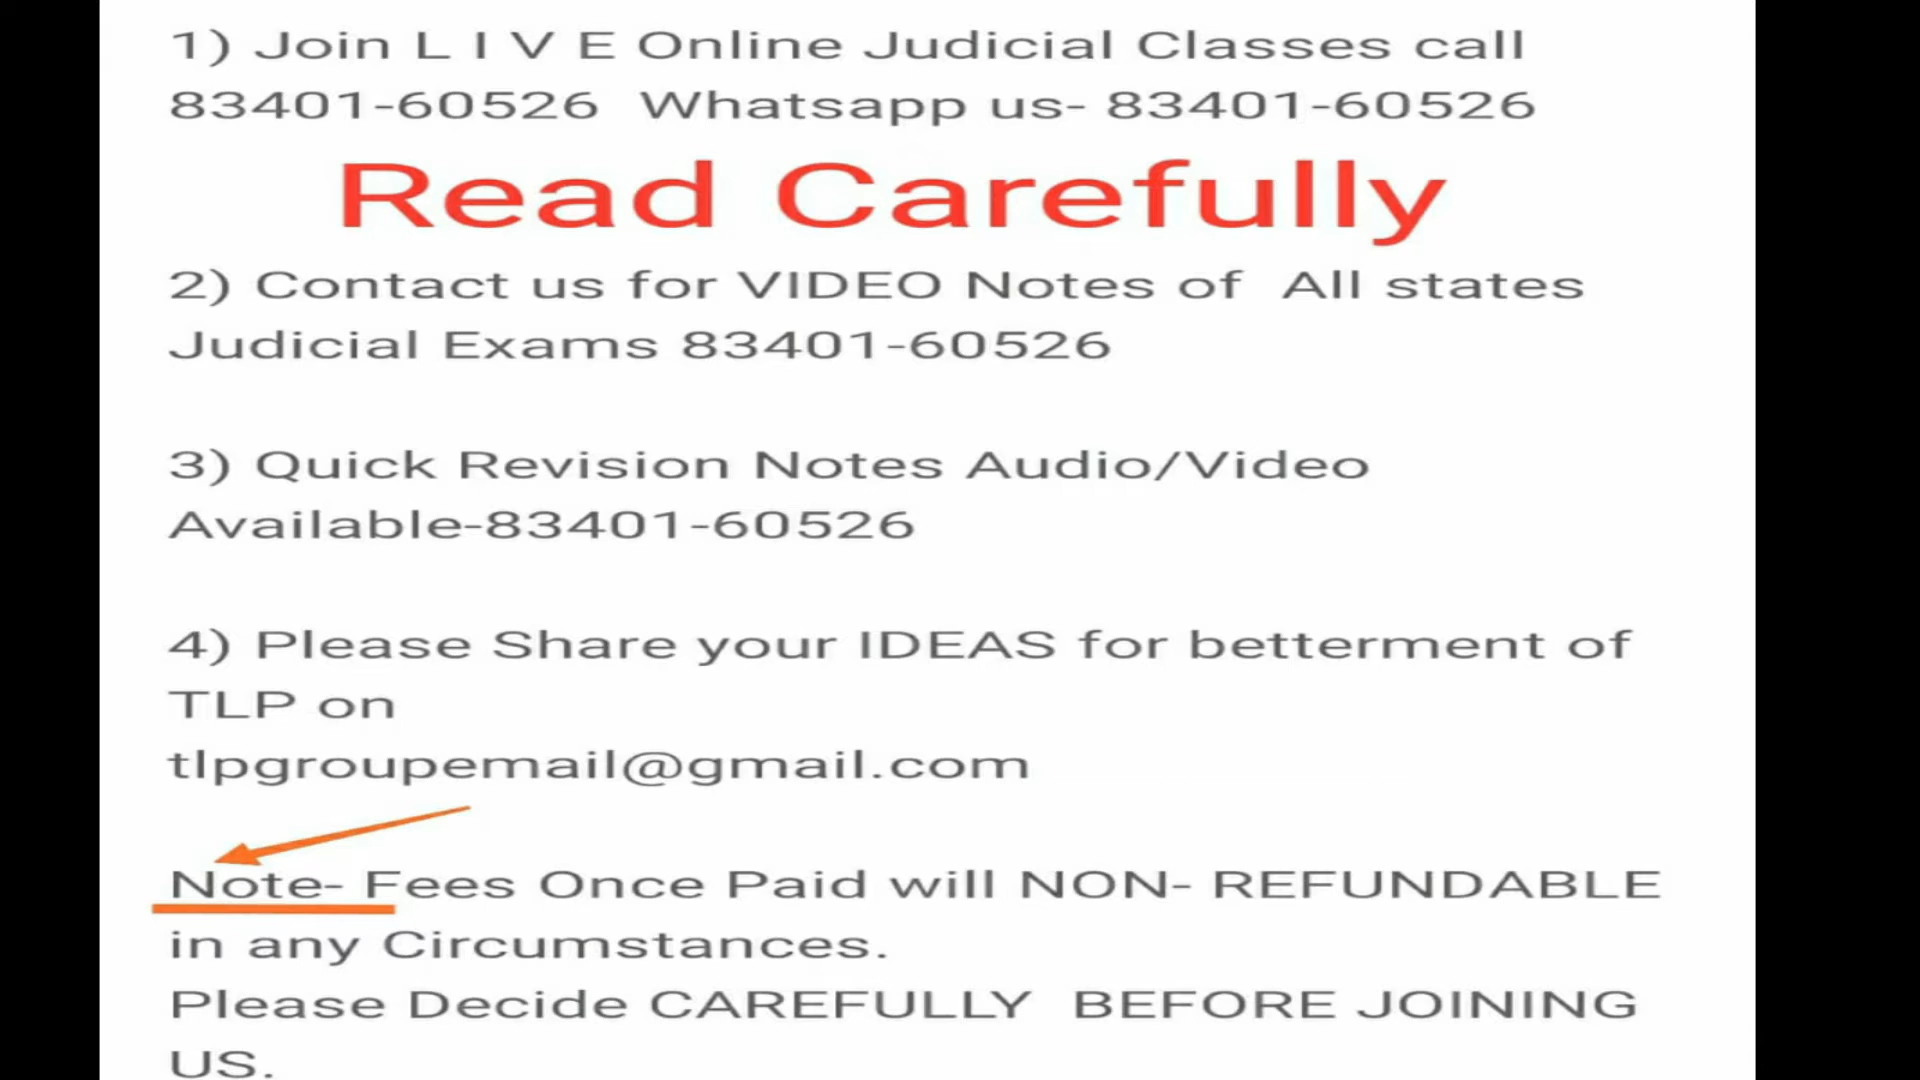 1) Join L I V E Online Judicial Classes call
83401-60526 Whatsapp us- 83401-60526
Read Carefully
2) Contact us for VIDEO Notes of All states
Judicial Exams 83401-60526
3) Quick Revision Notes Audio/Video
Available-83401-60526
4) Please Share your IDEAS for betterment of
TLP on
tlpgroupemail@gmail.com
Note- Fees Once Paid will NON- REFUNDABLE
in any Circumstances.
Please Decide CAREFULLY BEFORE JOINING
US.